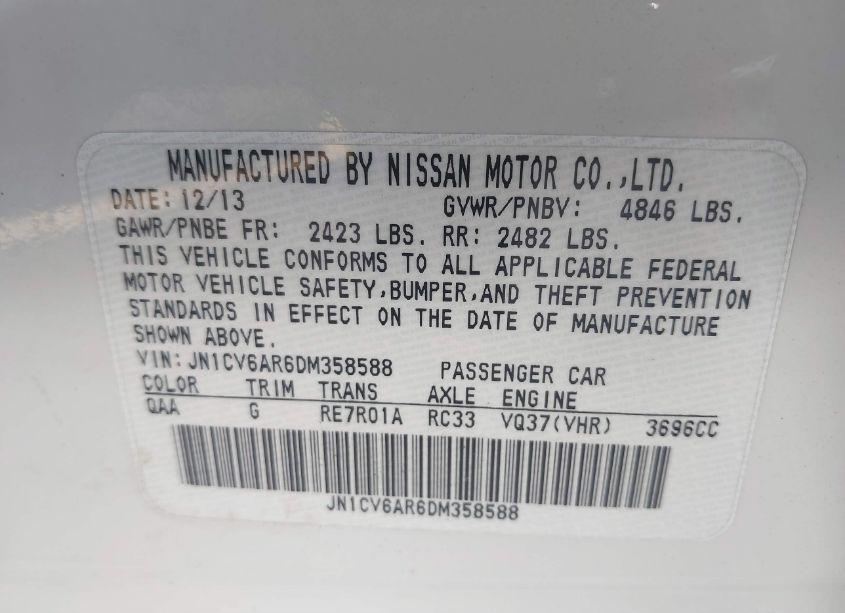 MANUFACTURED BY NISSAN MOTOR CO.,LTD.
DATE: 12/13 GVWR/PNBV: 4846 LBS.
GAWR/PNBE FR: 2423 LBS. RR: 2482 LBS.
THIS VEHICLE CONFORMS TO ALL APPLICABLE FEDERAL
MOTOR VEHICLE SAFETY,BUMPER,AND THEFT PREVENTION
STANDARDS IN EFFECT ON THE DATE OF MANUFACTURE
SHOWN ABOVE.
VIN: JN1CV6AR6DM358588 PASSENGER CAR
COLOR TRIM TRANS AXLE ENGINE
QAA G RE7R01A RC33 VQ37(VHR) 3696CC
JN1CV6AR6DM358588